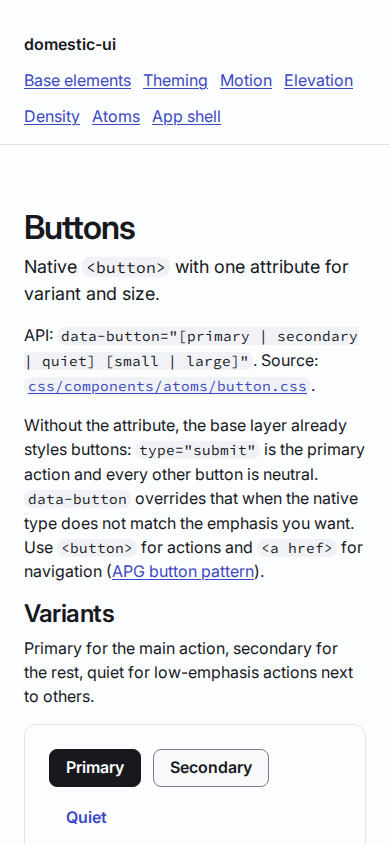 domestic-ui
Base elements Theming Motion Elevation
Density Atoms App shell
Buttons
Native <button> with one attribute for
variant and size.
API: data-button="[primary | secondary
| quiet] [small | large]". Source:
css/components/atoms/button.css.
Without the attribute, the base layer already
styles buttons: type="submit" is the primary
action and every other button is neutral.
data-button overrides that when the native
type does not match the emphasis you want.
Use <button> for actions and <a href> for
navigation (APG button pattern).
Variants
Primary for the main action, secondary for
the rest, quiet for low-emphasis actions next
to others.
Primary Secondary
Quiet